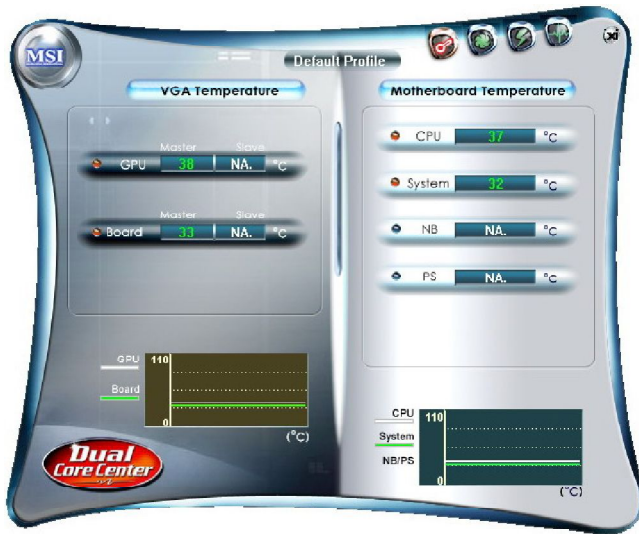 MSI
Default Profile
VGA Temperature
Master Slave
GPU 38 NA. °C
Master Slave
Board 33 NA. °C
GPU
Board
110
0
(°C)
Dual
Core Center
Motherboard Temperature
CPU 37 °C
System 32 °C
NB NA. °C
PS NA. °C
CPU
System
NB/PS
110
0
(°C)